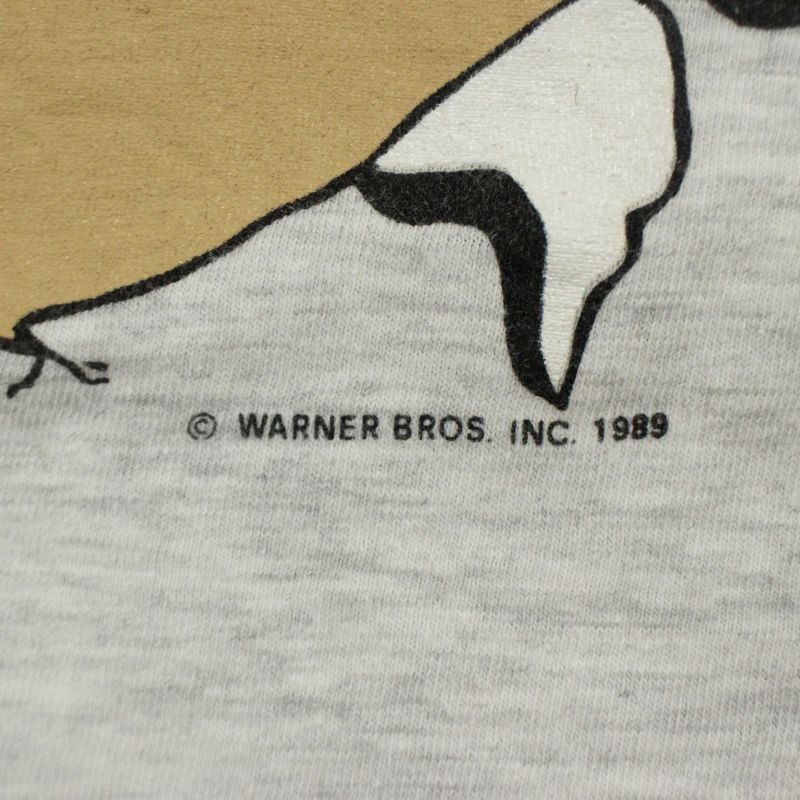 © WARNER BROS. INC. 1989